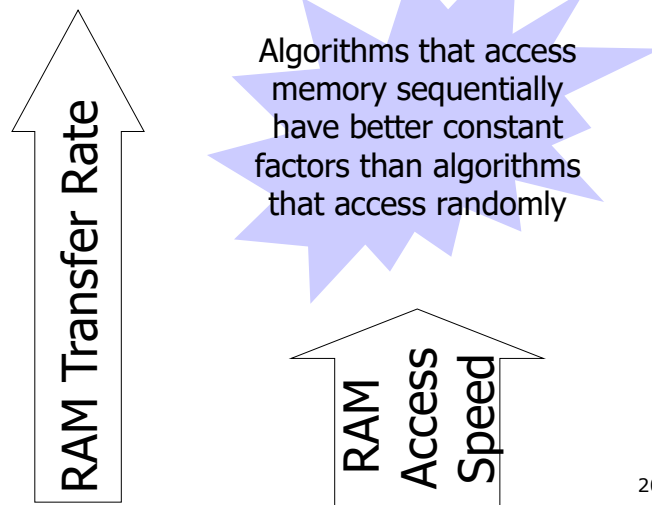 Algorithms that access
memory sequentially
have better constant
factors than algorithms
that access randomly
RAM Transfer Rate
RAM
Access
Speed